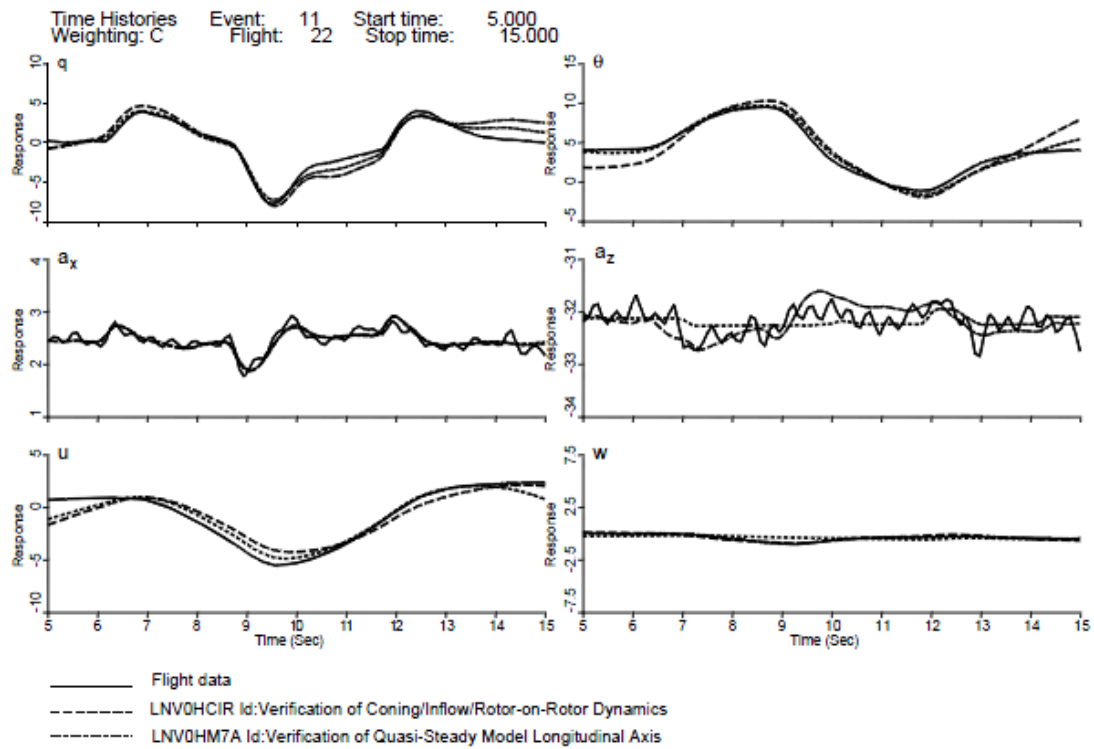 Time Histories Event: 11 Start time: 5.000
Weighting: C Flight: 22 Stop time: 15.000
q
Response
10
5
0
-5
-10
θ
Response
15
10
5
0
-5
ax
Response
4
3
2
1
az
Response
-31
-32
-33
-34
u
Response
5
0
-5
-10
5 6 7 8 9 10 11 12 13 14 15
Time (Sec)
w
Response
7.5
2.5
-2.5
-7.5
5 6 7 8 9 10 11 12 13 14 15
Time (Sec)
Flight data
LNV0HCIR Id:Verification of Coning/Inflow/Rotor-on-Rotor Dynamics
LNV0HM7A Id:Verification of Quasi-Steady Model Longitudinal Axis